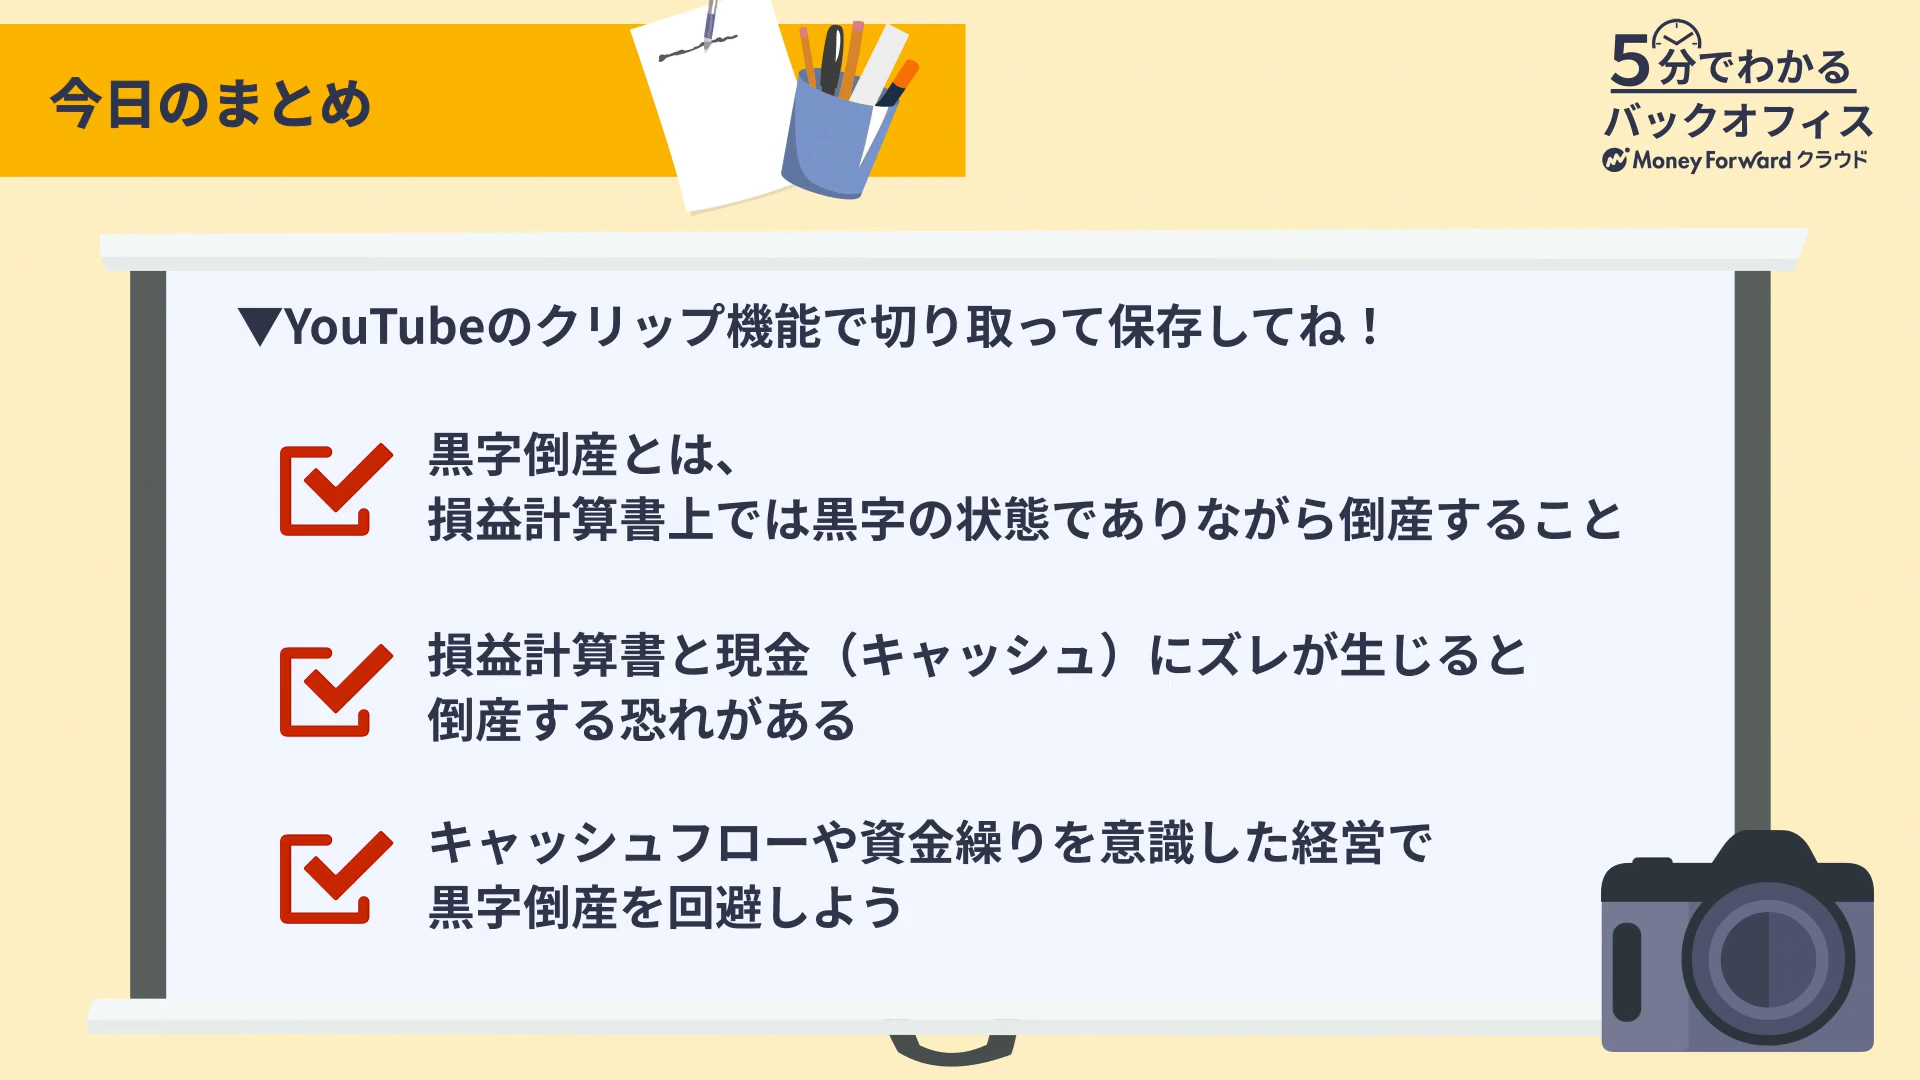 今日のまとめ
5分でわかる
バックオフィス
Money Forward クラウド
▼YouTubeのクリップ機能で切り取って保存してね！
黒字倒産とは、
損益計算書上では黒字の状態でありながら倒産すること
損益計算書と現金（キャッシュ）にズレが生じると
倒産する恐れがある
キャッシュフローや資金繰りを意識した経営で
黒字倒産を回避しよう